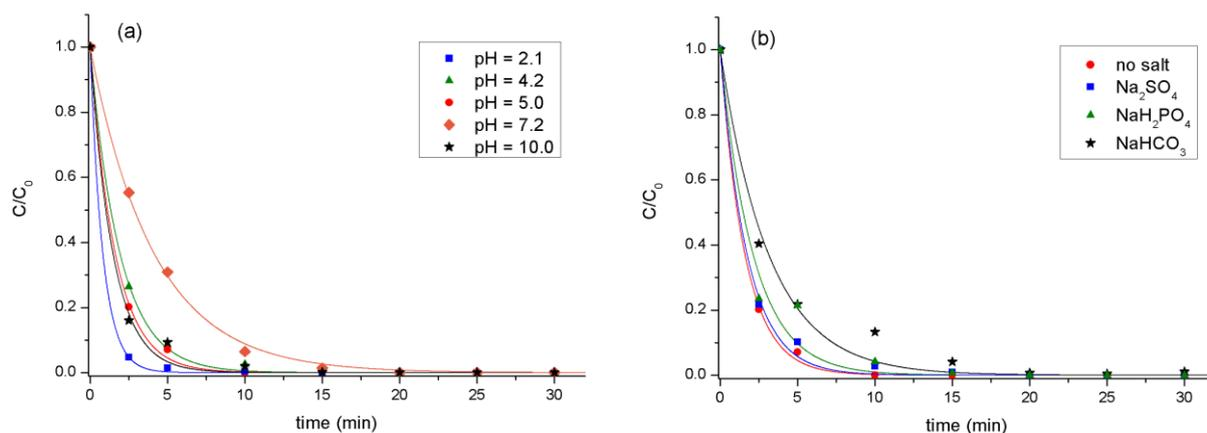 (a)
pH = 2.1
pH = 4.2
pH = 5.0
pH = 7.2
pH = 10.0
C/C₀
1.0
0.8
0.6
0.4
0.2
0.0
0 5 10 15 20 25 30
time (min)
(b)
no salt
Na₂SO₄
NaH₂PO₄
NaHCO₃
C/C₀
1.0
0.8
0.6
0.4
0.2
0.0
0 5 10 15 20 25 30
time (min)